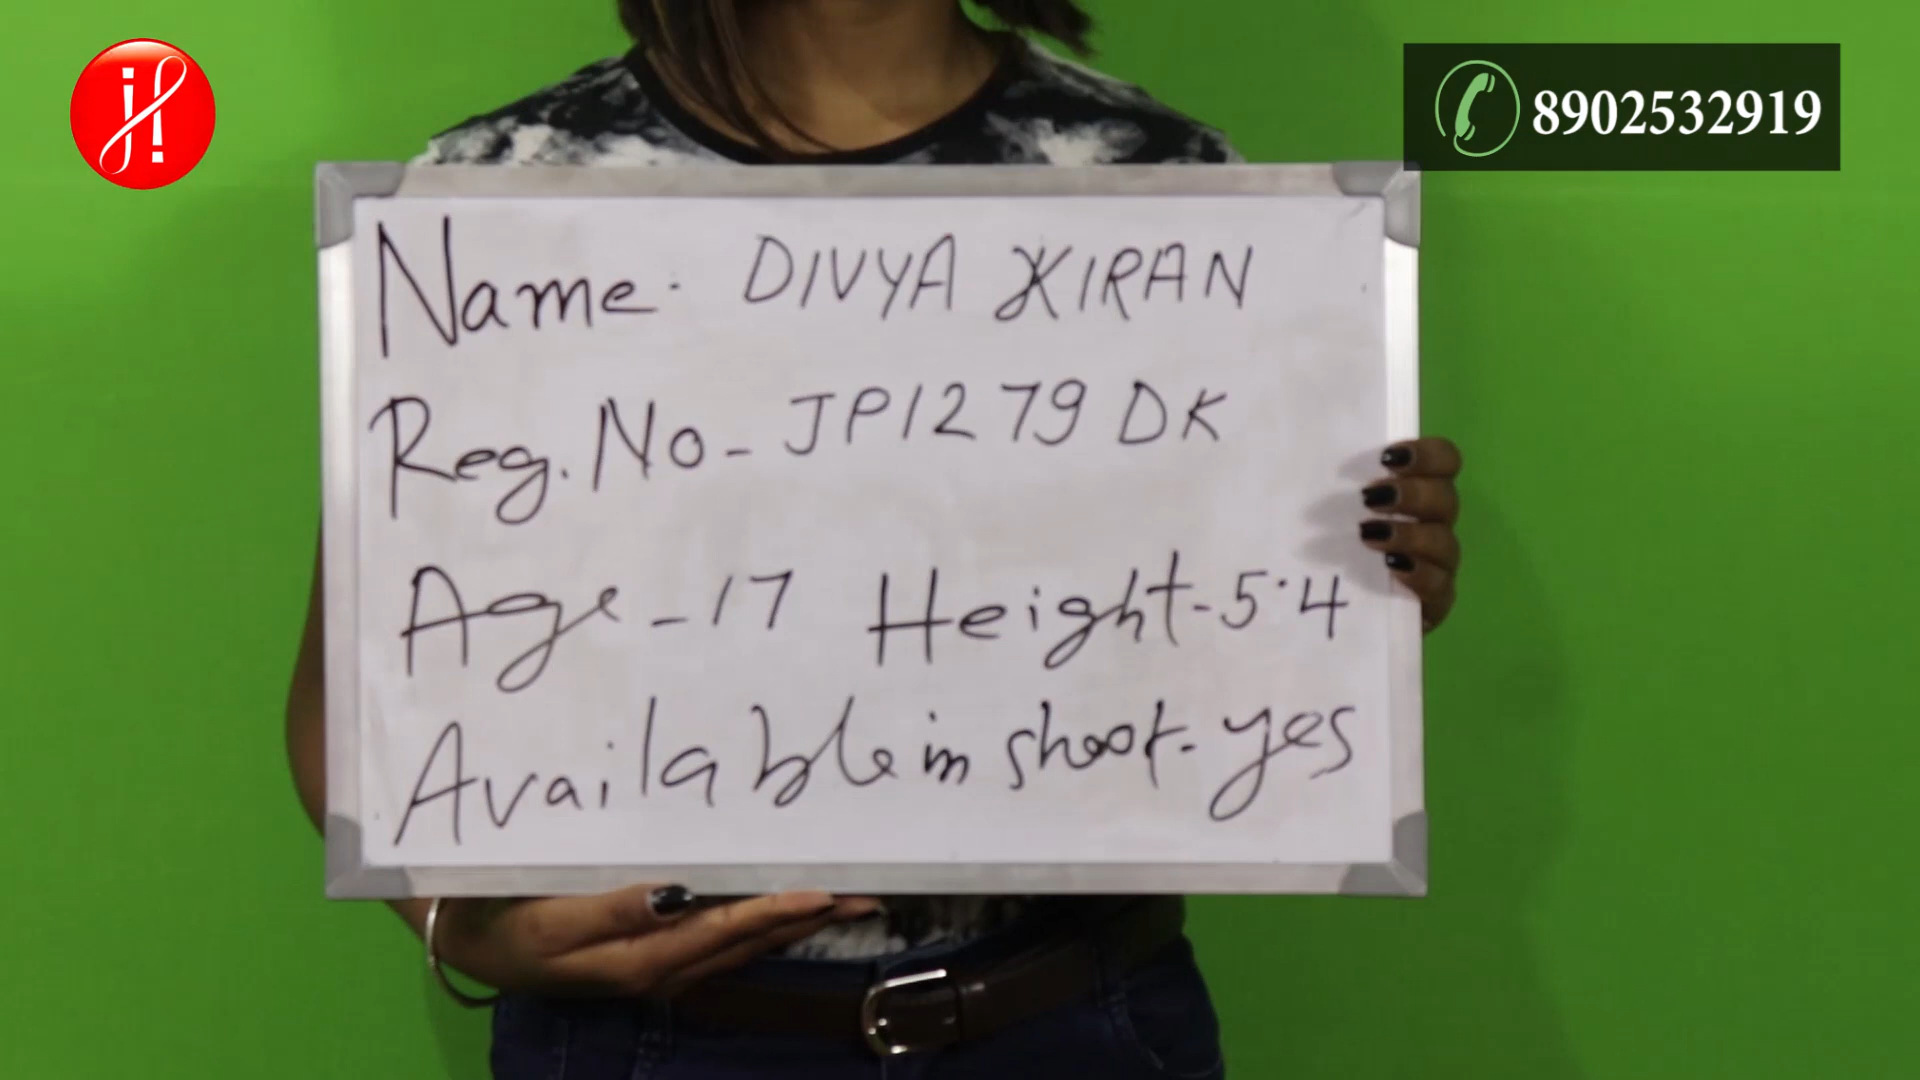 8902532919
Name. DIVYA KIRAN
Reg. No - JP1279 DK
Age - 17 Height - 5.4
Available in shoot - yes